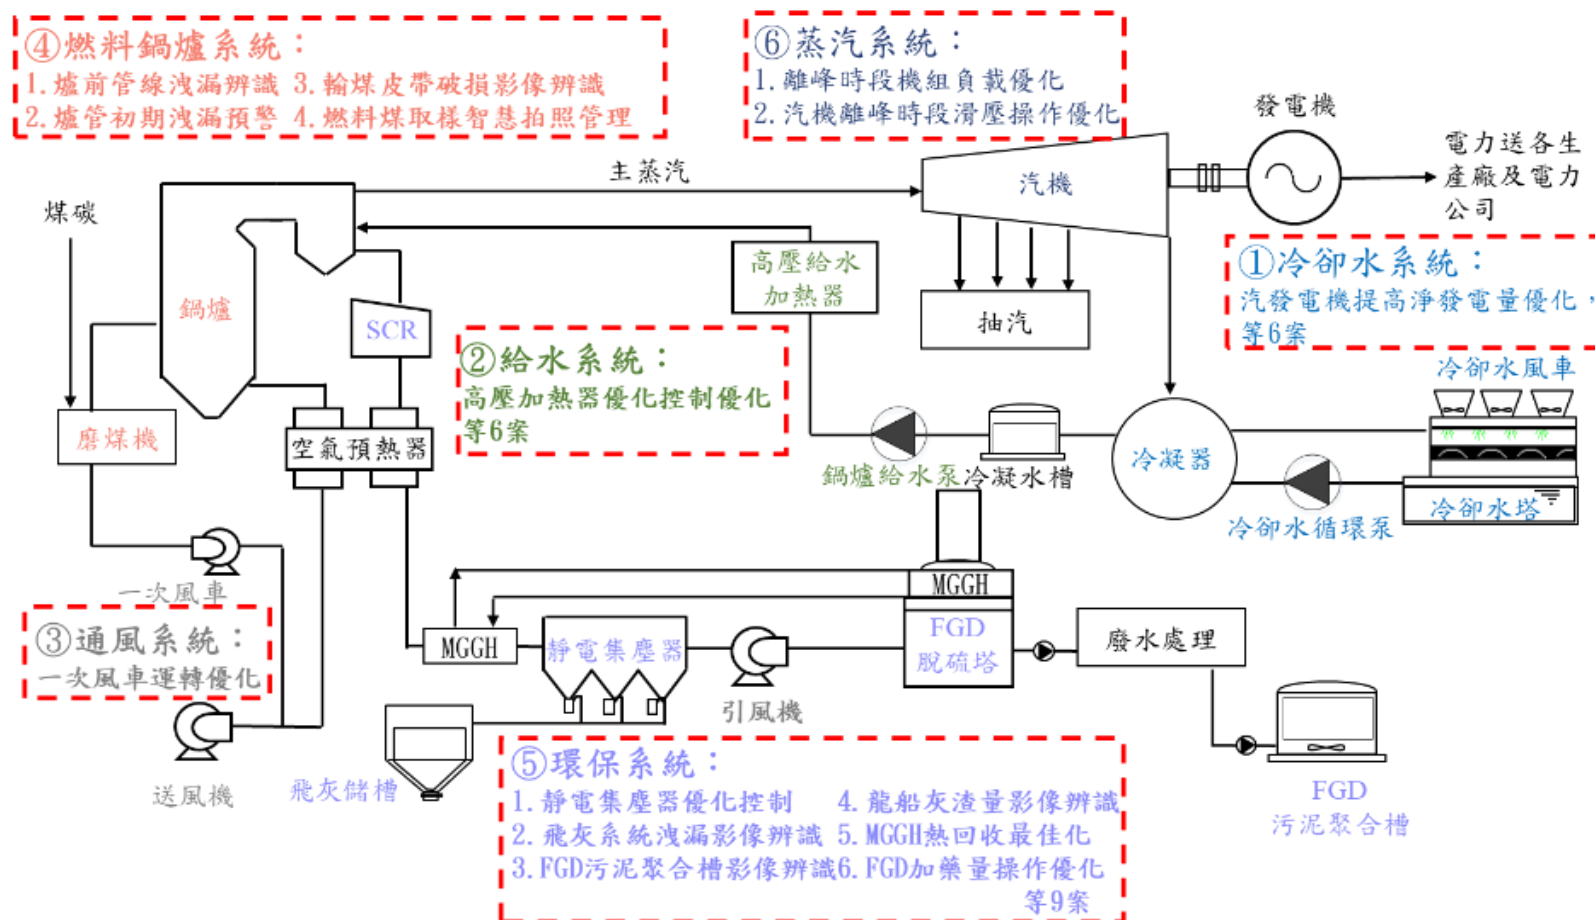 ④燃料鍋爐系統：
1.爐前管線洩漏辨識 3.輸煤皮帶破損影像辨識
2.爐管初期洩漏預警 4.燃料煤取樣智慧拍照管理
⑥蒸汽系統：
1.離峰時段機組負載優化
2.汽機離峰時段滑壓操作優化
發電機
電力送各生
產廠及電力
公司
主蒸汽
汽機
煤碳
高壓給水
加熱器
抽汽
①冷卻水系統：
汽發電機提高淨發電量優化，
等6案
鍋爐
SCR
②給水系統：
高壓加熱器優化控制優化
等6案
冷卻水風車
磨煤機
空氣預熱器
鍋爐給水泵
冷凝水槽
冷凝器
冷卻水塔
冷卻水循環泵
一次風車
③通風系統：
一次風車運轉優化
MGGH
FGD
脫硫塔
MGGH
靜電集塵器
廢水處理
引風機
送風機
飛灰儲槽
⑤環保系統：
1.靜電集塵器優化控制 4.龍船灰渣量影像辨識
2.飛灰系統洩漏影像辨識 5.MGGH熱回收最佳化
3.FGD污泥聚合槽影像辨識6.FGD加藥量操作優化
等9案
FGD
污泥聚合槽